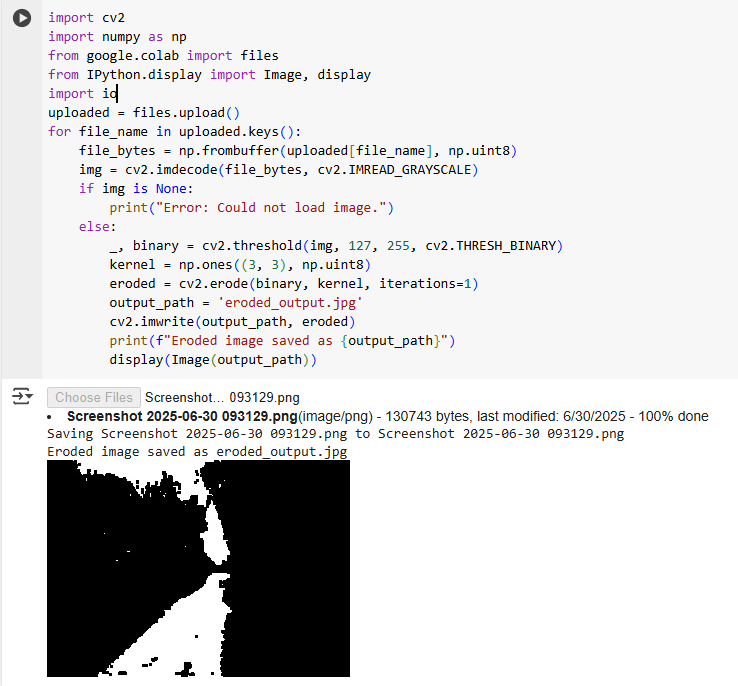 import cv2
import numpy as np
from google.colab import files
from IPython.display import Image, display
import io
uploaded = files.upload()
for file_name in uploaded.keys():
    file_bytes = np.frombuffer(uploaded[file_name], np.uint8)
    img = cv2.imdecode(file_bytes, cv2.IMREAD_GRAYSCALE)
    if img is None:
        print("Error: Could not load image.")
    else:
        _, binary = cv2.threshold(img, 127, 255, cv2.THRESH_BINARY)
        kernel = np.ones((3, 3), np.uint8)
        eroded = cv2.erode(binary, kernel, iterations=1)
        output_path = 'eroded_output.jpg'
        cv2.imwrite(output_path, eroded)
        print(f"Eroded image saved as {output_path}")
        display(Image(output_path))
Choose Files Screenshot... 093129.png
• Screenshot 2025-06-30 093129.png(image/png) - 130743 bytes, last modified: 6/30/2025 - 100% done
Saving Screenshot 2025-06-30 093129.png to Screenshot 2025-06-30 093129.png
Eroded image saved as eroded_output.jpg